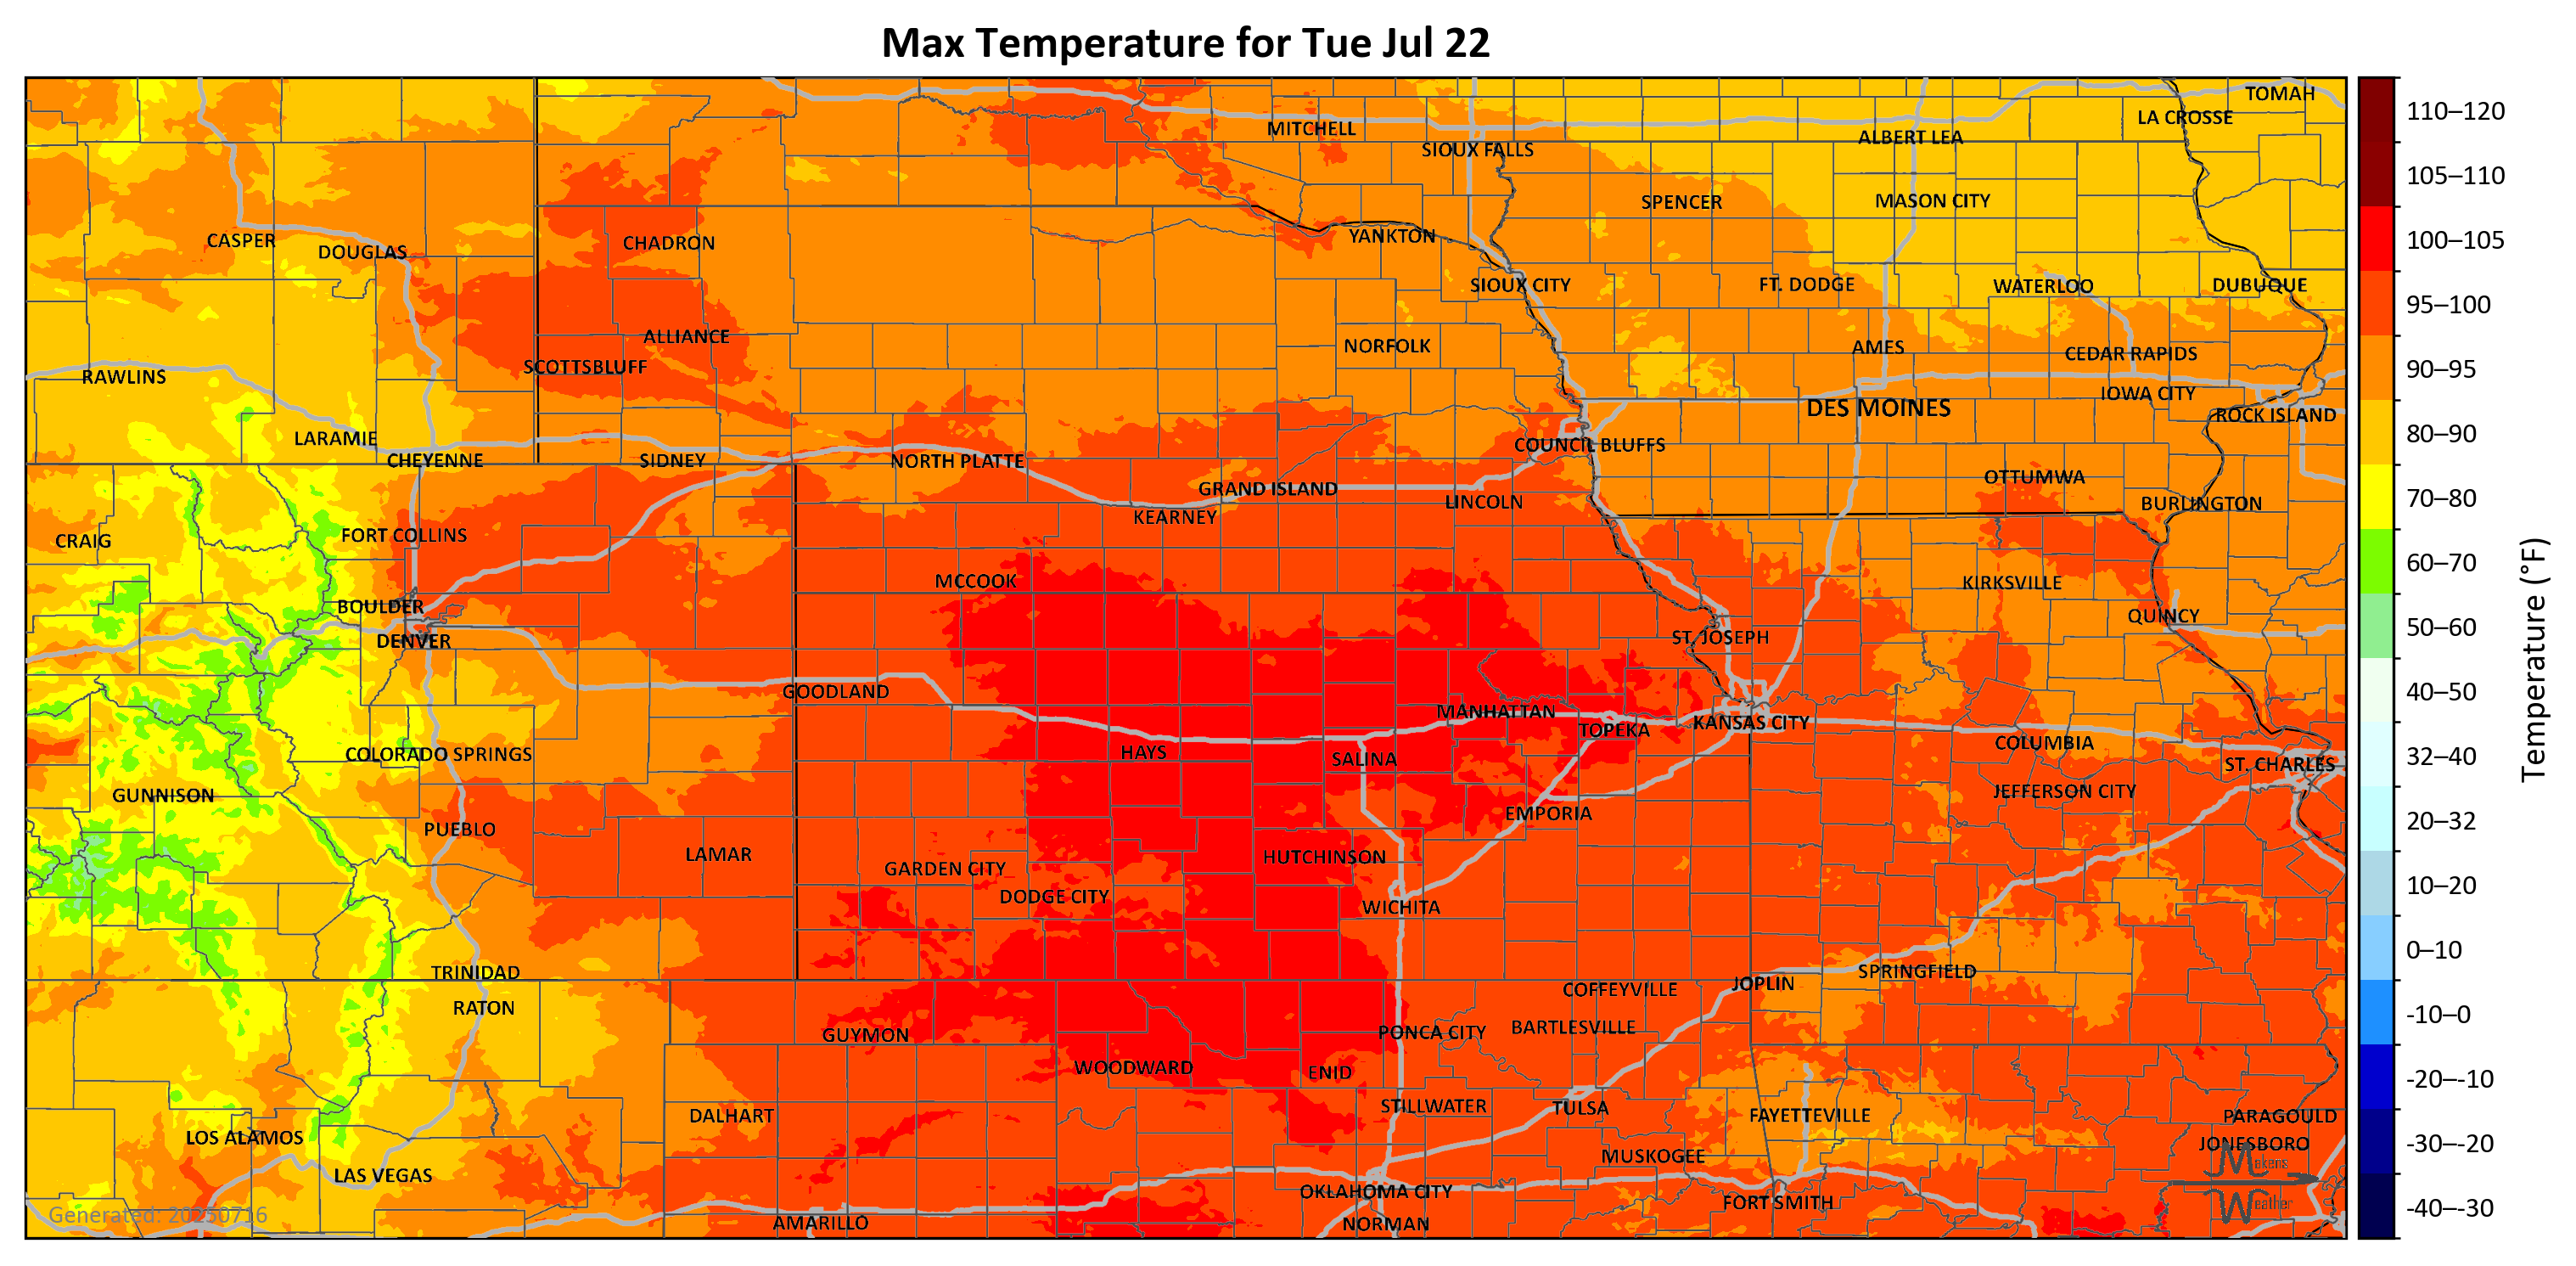 Max Temperature for Tue Jul 22
TOMAH
LA CROSSE
MITCHELL
ALBERT LEA
SIOUX FALLS
SPENCER
MASON CITY
CASPER
DOUGLAS
CHADRON
YANKTON
SIOUX CITY
FT. DODGE
WATERLOO
DUBUQUE
ALLIANCE
NORFOLK
AMES
CEDAR RAPIDS
SCOTTSBLUFF
RAWLINS
IOWA CITY
DES MOINES
ROCK ISLAND
LARAMIE
COUNCIL BLUFFS
CHEYENNE
SIDNEY
NORTH PLATTE
OTTUMWA
GRAND ISLAND
LINCOLN
BURLINGTON
KEARNEY
FORT COLLINS
CRAIG
MCCOOK
KIRKSVILLE
BOULDER
QUINCY
DENVER
ST. JOSEPH
GOODLAND
MANHATTAN
KANSAS CITY
TOPEKA
COLUMBIA
COLORADO SPRINGS
HAYS
SALINA
ST. CHARLES
GUNNISON
JEFFERSON CITY
EMPORIA
PUEBLO
LAMAR
HUTCHINSON
GARDEN CITY
DODGE CITY
WICHITA
TRINIDAD
SPRINGFIELD
JOPLIN
COFFEYVILLE
RATON
BARTLESVILLE
GUYMON
PONCA CITY
WOODWARD
ENID
STILLWATER
TULSA
DALHART
FAYETTEVILLE
PARAGOULD
LOS ALAMOS
JONESBORO
MUSKOGEE
LAS VEGAS
OKLAHOMA CITY
FORT SMITH
AMARILLO
NORMAN
Generated: 20250716
Makens
Weather
110–120
105–110
100–105
95–100
90–95
80–90
70–80
60–70
50–60
40–50
32–40
20–32
10–20
0–10
-10–0
-20–-10
-30–-20
-40–-30
Temperature (°F)